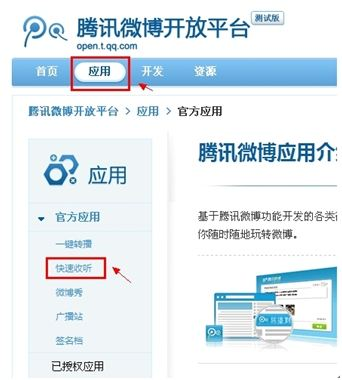 腾讯微博开放平台 测试版
open.t.qq.com
首页 应用 开发 资源
腾讯微博开放平台 > 应用 > 官方应用
应用
官方应用
一键转播
快速收听
微博秀
广播站
签名档
已授权应用
腾讯微博应用介
基于腾讯微博功能开发的各类
你随时随地玩转微博。